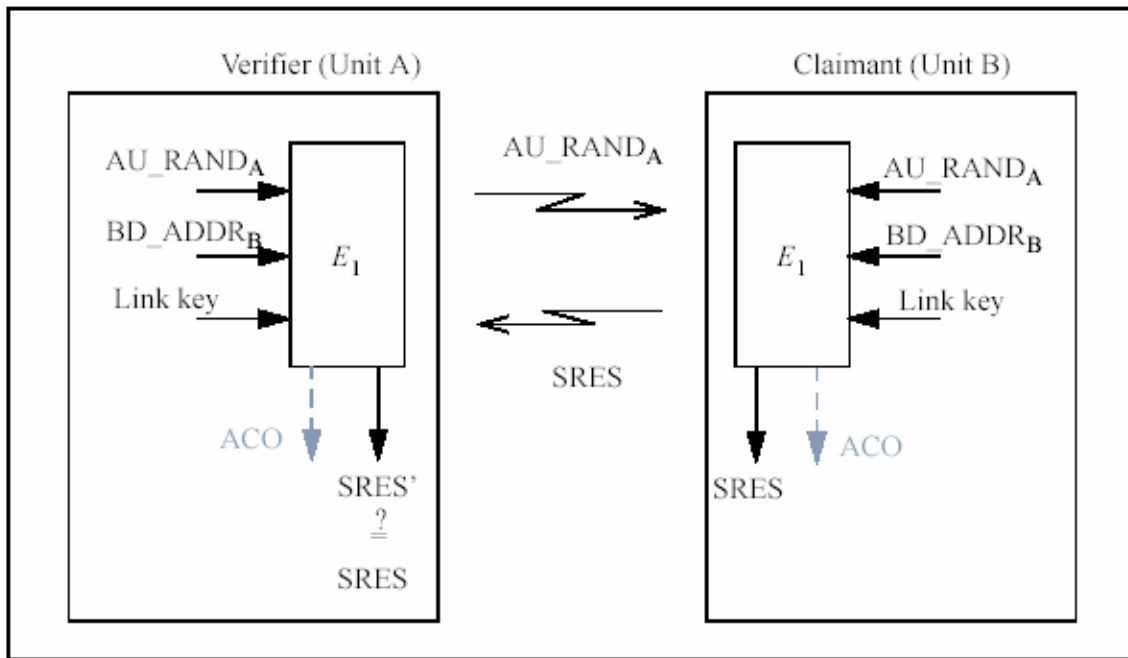 Verifier (Unit A)
Claimant (Unit B)
AU_RANDA
BD_ADDRB
Link key
E1
ACO
SRES’
?
=
SRES
AU_RANDA
SRES
E1
AU_RANDA
BD_ADDRB
Link key
SRES
ACO